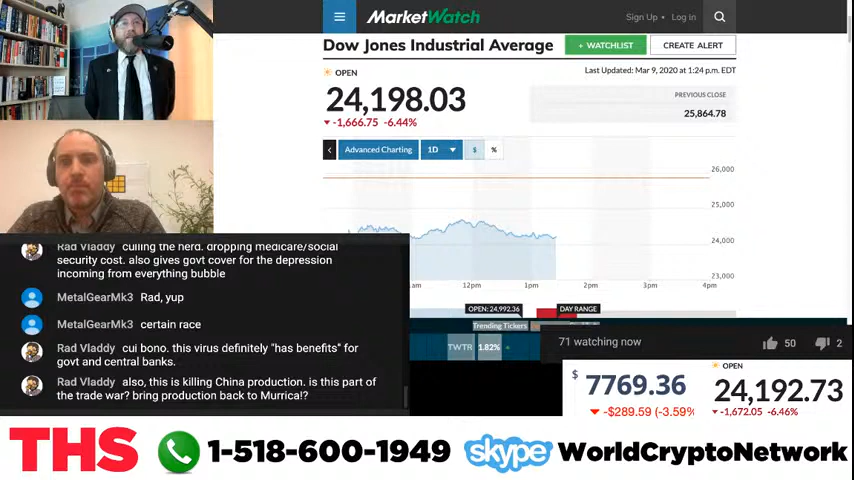 MarketWatch
Sign Up · Log in
Dow Jones Industrial Average
+ WATCHLIST
CREATE ALERT
OPEN
Last Updated: Mar 9, 2020 at 1:24 p.m. EDT
24,198.03
PREVIOUS CLOSE
-1,666.75 -6.44%
25,864.78
Advanced Charting
1D
$
%
26,000
25,000
24,000
23,000
am
12pm
1pm
2pm
3pm
4pm
OPEN: 24,992.36
DAY RANGE
Trending Tickers
TWTR
1.82%
Rad Vladdy culling the herd. dropping medicare/social
security cost. also gives govt cover for the depression
incoming from everything bubble
MetalGearMk3 Rad, yup
MetalGearMk3 certain race
Rad Vladdy cui bono. this virus definitely "has benefits" for
govt and central banks.
Rad Vladdy also, this is killing China production. is this part of
the trade war? bring production back to Murrica!?
71 watching now
50
2
$ 7769.36
-$289.59 (-3.59%
OPEN
24,192.73
-1,672.05 -6.46%
THS
1-518-600-1949
skype
WorldCryptoNetwork